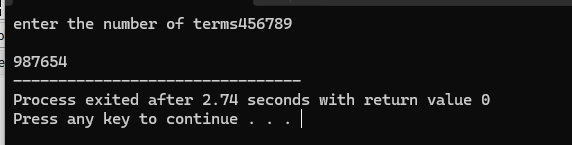 enter the number of terms456789
987654
--------------------------------
Process exited after 2.74 seconds with return value 0
Press any key to continue . . .